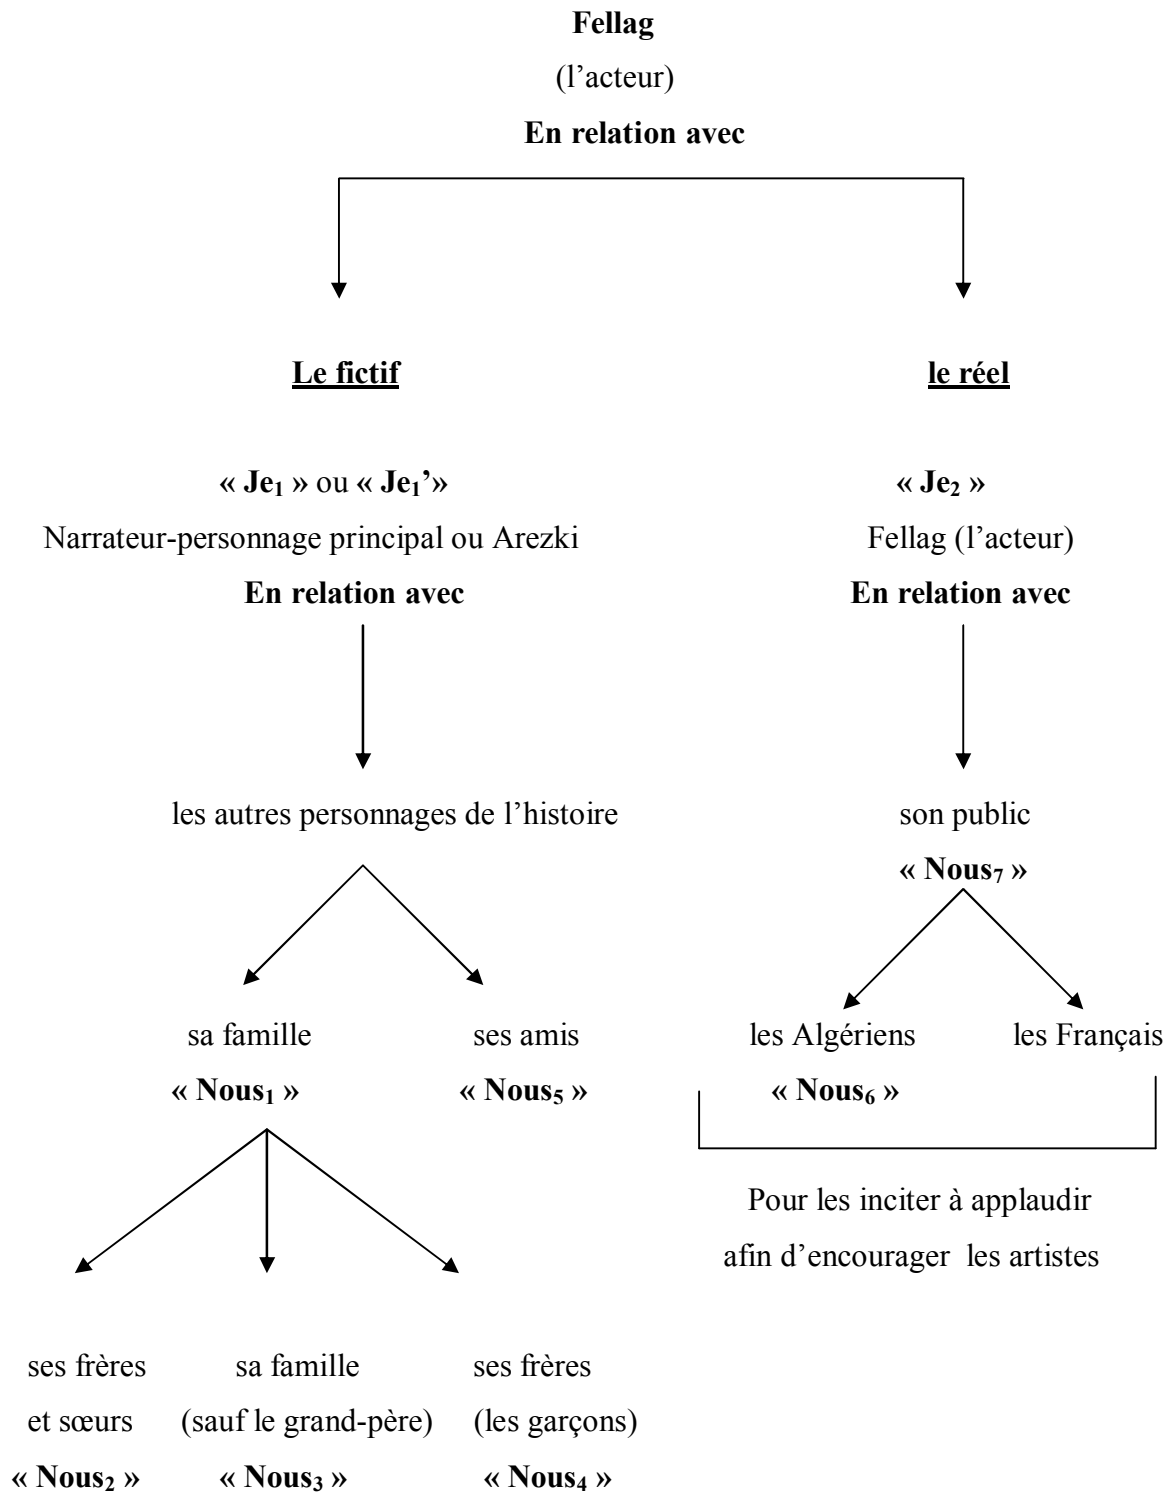 Fellag
(l’acteur)
En relation avec
Le fictif
le réel
« Je₁ » ou « Je₁’»
« Je₂ »
Narrateur-personnage principal ou Arezki
Fellag (l’acteur)
En relation avec
En relation avec
les autres personnages de l’histoire
son public
« Nous₇ »
sa famille
ses amis
les Algériens
les Français
« Nous₁ »
« Nous₅ »
« Nous₆ »
Pour les inciter à applaudir
afin d’encourager les artistes
ses frères
et sœurs
« Nous₂ »
sa famille
(sauf le grand-père)
« Nous₃ »
ses frères
(les garçons)
« Nous₄ »